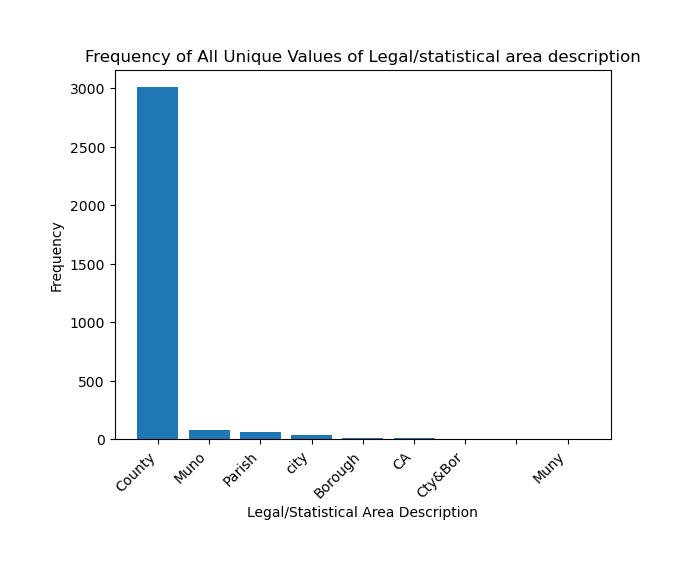 Frequency of All Unique Values of Legal/statistical area description
3000
2500
2000
1500
1000
500
0
Frequency
County
Muno
Parish
city
Borough
CA
Cty&Bor
Muny
Legal/Statistical Area Description